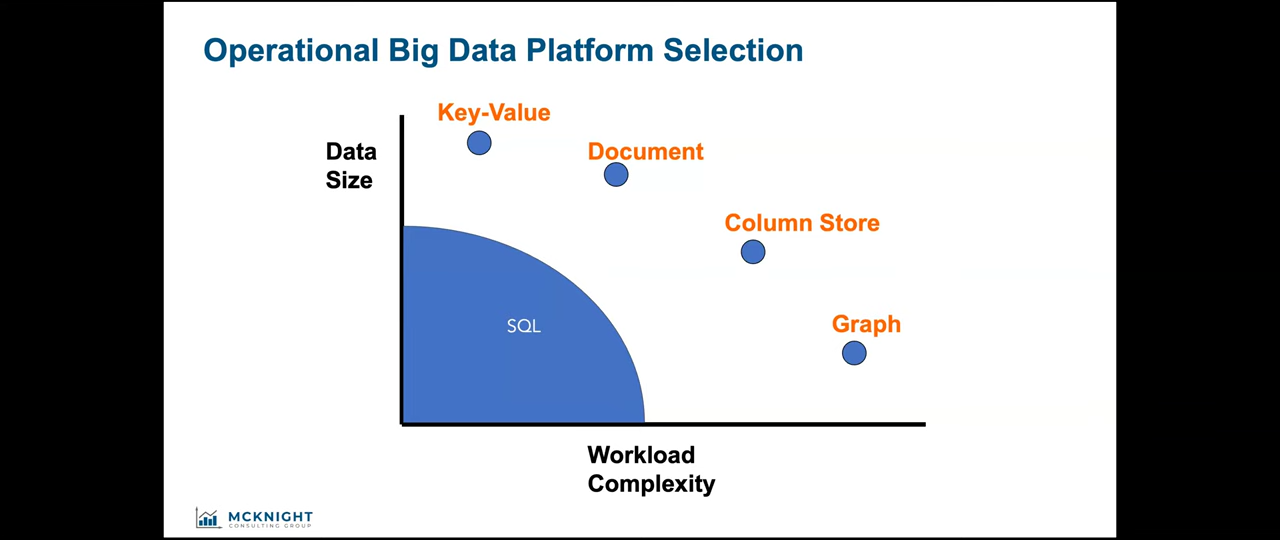 Operational Big Data Platform Selection
Key-Value
Data
Size
Document
Column Store
SQL
Graph
Workload
Complexity
MCKNIGHT
CONSULTING GROUP